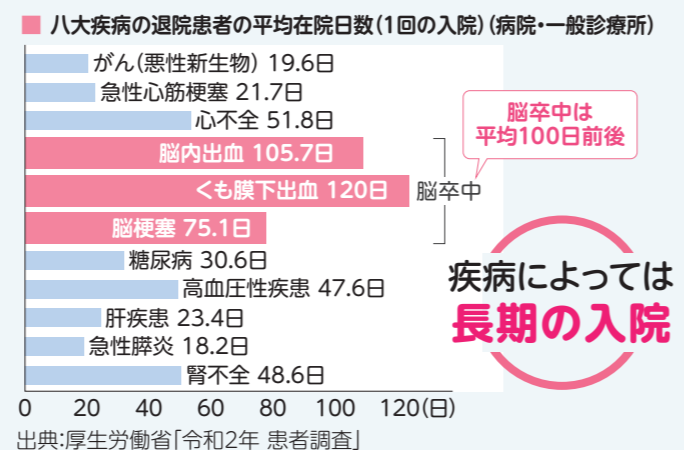 ■ 八大疾病の退院患者の平均在院日数(1回の入院)(病院・一般診療所)
がん(悪性新生物) 19.6日
急性心筋梗塞 21.7日
心不全 51.8日
脳卒中は
平均100日前後
脳内出血 105.7日
くも膜下出血 120日
脳卒中
脳梗塞 75.1日
糖尿病 30.6日
高血圧性疾患 47.6日
肝疾患 23.4日
急性膵炎 18.2日
腎不全 48.6日
疾病によっては
長期の入院
0 20 40 60 80 100 120(日)
出典:厚生労働省「令和2年 患者調査」